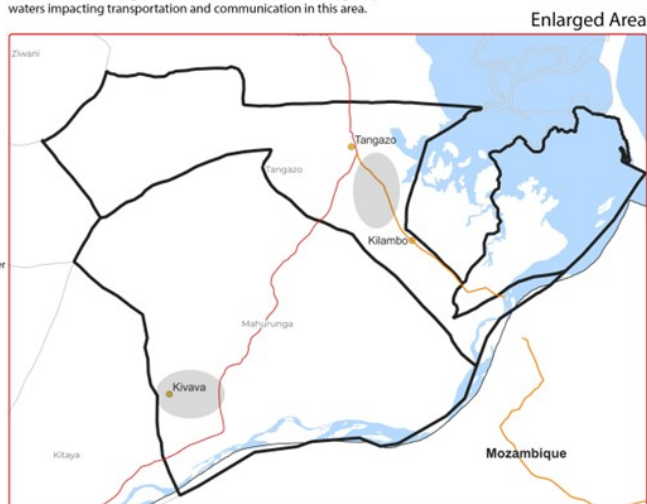 waters impacting transportation and communication in this area.
Enlarged Area
Ziwani
Tangazo
Tangazo
Kilambo
Mahurunga
Kivava
Kitaya
Mozambique